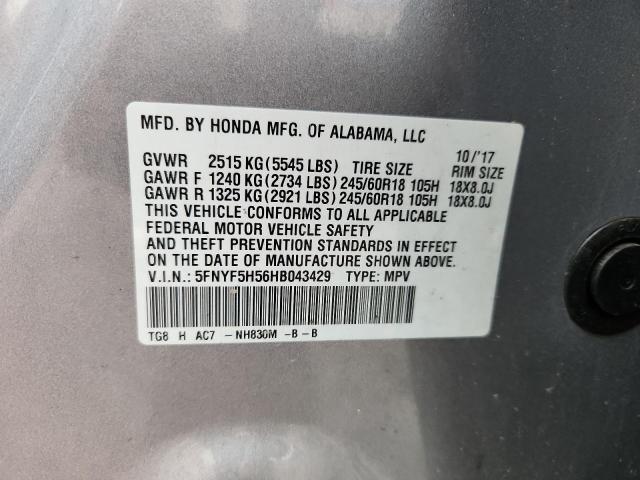 MFD. BY HONDA MFG. OF ALABAMA, LLC
10/'17
GVWR 2515 KG(5545 LBS) TIRE SIZE RIM SIZE
GAWR F 1240 KG(2734 LBS)245/60R18 105H 18X8.0J
GAWR R 1325 KG(2921 LBS)245/60R18 105H 18X8.0J
THIS VEHICLE CONFORMS TO ALL APPLICABLE
FEDERAL MOTOR VEHICLE SAFETY
AND THEFT PREVENTION STANDARDS IN EFFECT
ON THE DATE OF MANUFACTURE SHOWN ABOVE.
V.I.N.: 5FNYF5H56HB043429 TYPE: MPV
TG8 H AC7 -NH830M -B-B